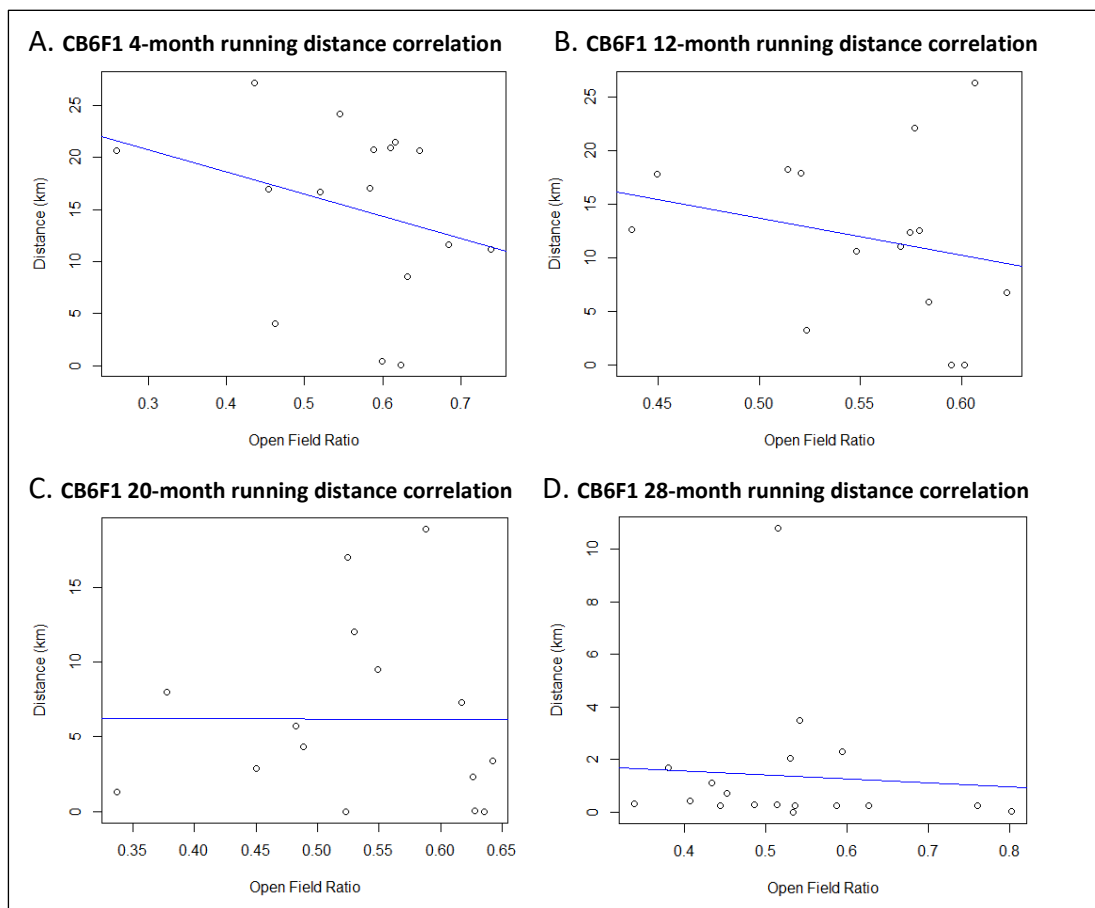 A. CB6F1 4-month running distance correlation
25
20
15
10
5
0
Distance (km)
0.3 0.4 0.5 0.6 0.7
Open Field Ratio
B. CB6F1 12-month running distance correlation
25
20
15
10
5
0
Distance (km)
0.45 0.50 0.55 0.60
Open Field Ratio
C. CB6F1 20-month running distance correlation
15
10
5
0
Distance (km)
0.35 0.40 0.45 0.50 0.55 0.60 0.65
Open Field Ratio
D. CB6F1 28-month running distance correlation
10
8
6
4
2
0
Distance (km)
0.4 0.5 0.6 0.7 0.8
Open Field Ratio